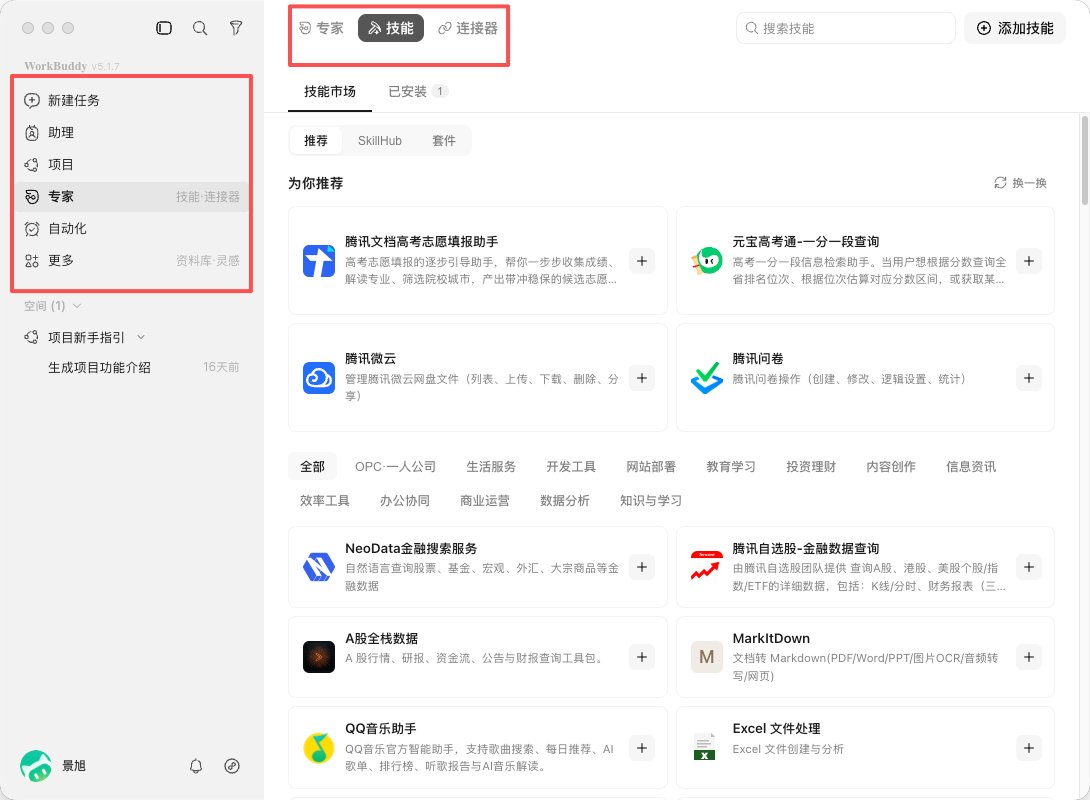 WorkBuddy v5.1.7
新建任务
助理
项目
专家 技能·连接器
自动化
更多 资料库·灵感
空间 (1)
项目新手指引
生成项目功能介绍 16天前
景旭
专家 技能 连接器
搜索技能
添加技能
技能市场 已安装 1
推荐 SkillHub 套件
为你推荐 换一换
腾讯文档高考志愿填报助手
高考志愿填报的逐步引导助手，帮你一步步收集成绩、
解读专业、筛选院校城市，产出带冲稳保的候选志愿…
元宝高考通-一分一段查询
高考一分一段信息检索助手。当用户想根据分数查询全
省排名位次、根据位次估算对应分数区间，或获取某…
腾讯微云
管理腾讯微云网盘文件（列表、上传、下载、删除、分
享）
腾讯问卷
腾讯问卷操作（创建、修改、逻辑设置、统计）
全部 OPC·一人公司 生活服务 开发工具 网站部署 教育学习 投资理财 内容创作 信息资讯
效率工具 办公协同 商业运营 数据分析 知识与学习
NeoData金融搜索服务
自然语言查询股票、基金、宏观、外汇、大宗商品等金
融数据
腾讯自选股-金融数据查询
由腾讯自选股团队提供 查询A股、港股、美股个股/指
数/ETF的详细数据，包括：K线/分时、财务报表（三…
A股全栈数据
A 股行情、研报、资金流、公告与财报查询工具包。
M
MarkItDown
文档转 Markdown(PDF/Word/PPT/图片OCR/音频转
写/网页)
QQ音乐助手
QQ音乐官方智能助手，支持歌曲搜索、每日推荐、AI
歌单、排行榜、听歌报告与AI音乐解读。
X
Excel 文件处理
Excel 文件创建与分析